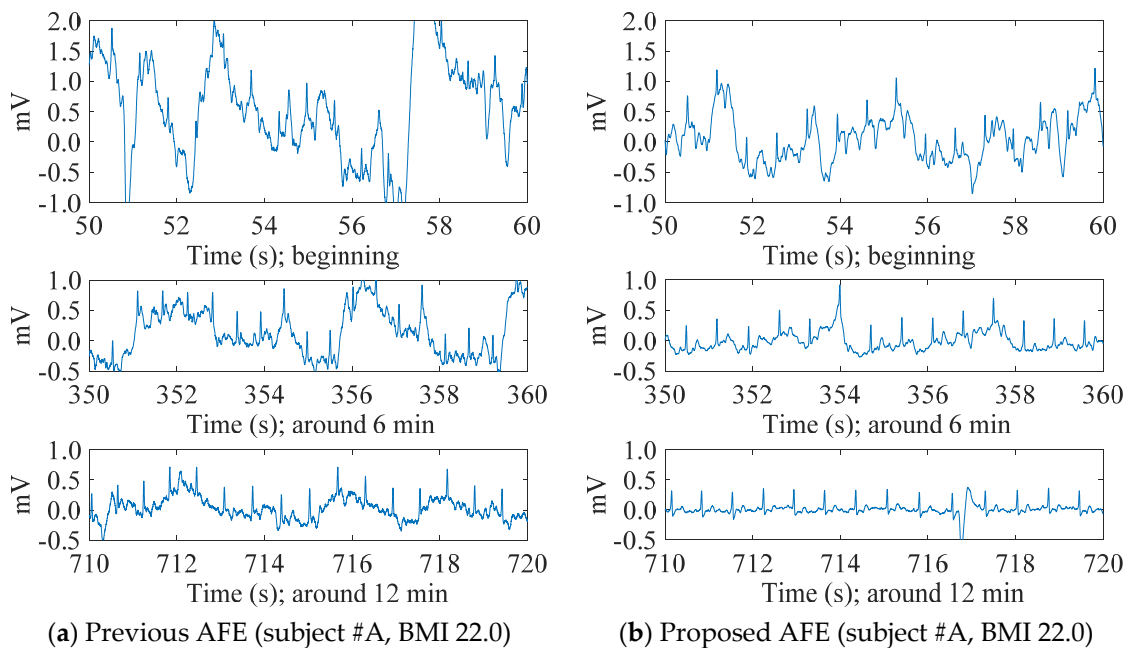 2.0
1.5
1.0
0.5
0.0
-0.5
-1.0
mV
50 52 54 56 58 60
Time (s); beginning
1.0
0.5
0.0
-0.5
mV
350 352 354 356 358 360
Time (s); around 6 min
1.0
0.5
0.0
-0.5
mV
710 712 714 716 718 720
Time (s); around 12 min
(a) Previous AFE (subject #A, BMI 22.0)
2.0
1.5
1.0
0.5
0.0
-0.5
-1.0
mV
50 52 54 56 58 60
Time (s); beginning
1.0
0.5
0.0
-0.5
mV
350 352 354 356 358 360
Time (s); around 6 min
1.0
0.5
0.0
-0.5
mV
710 712 714 716 718 720
Time (s); around 12 min
(b) Proposed AFE (subject #A, BMI 22.0)